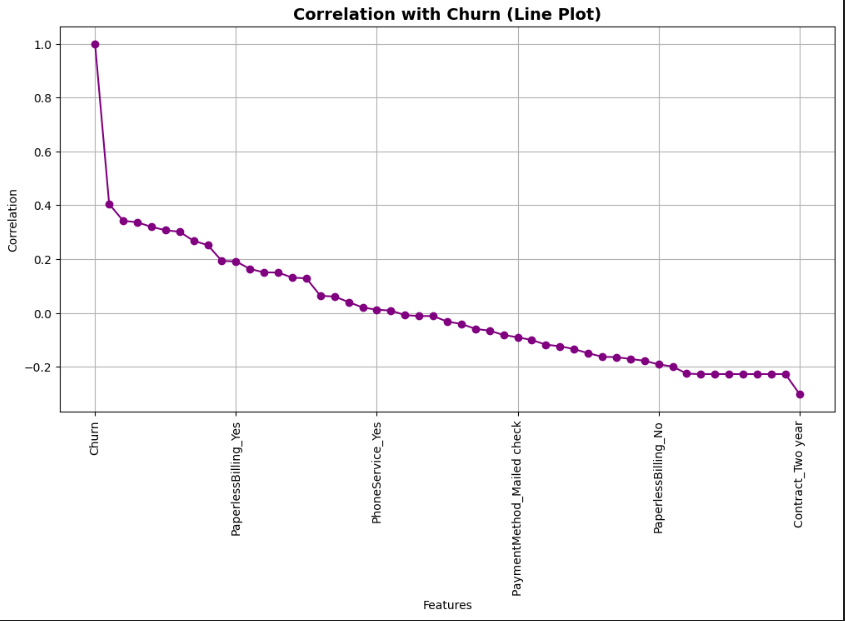 Correlation with Churn (Line Plot)
1.0
0.8
0.6
0.4
0.2
0.0
−0.2
Correlation
Churn
PaperlessBilling_Yes
PhoneService_Yes
PaymentMethod_Mailed check
PaperlessBilling_No
Contract_Two year
Features